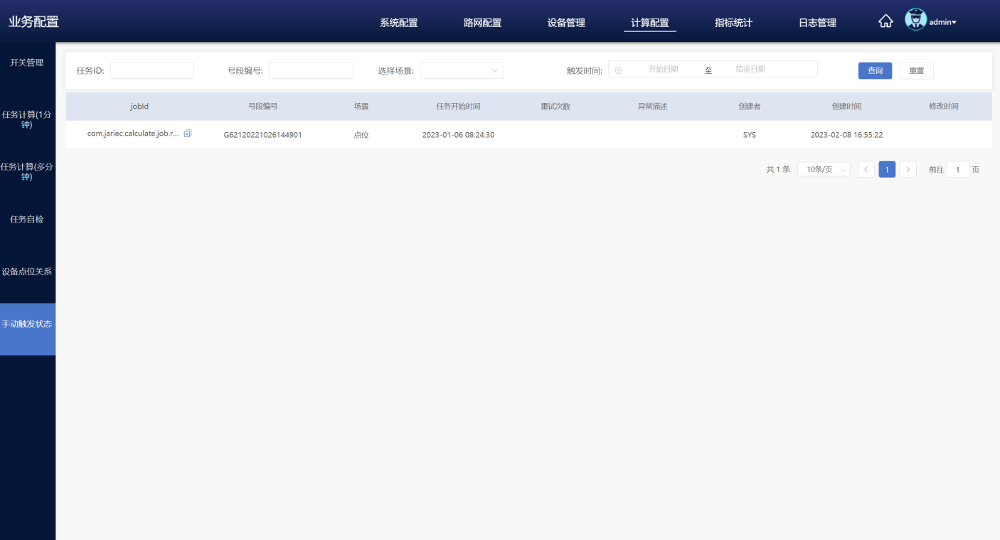 业务配置
系统配置 路网配置 设备管理 计算配置 指标统计 日志管理 admin▾
开关管理
任务计算(1分
钟)
任务计算(多分
钟)
任务自检
设备点位关系
手动触发状态
任务ID: 号段编号: 选择场景: 触发时间: 开始日期 至 结束日期 查询 重置
jobId 号段编号 场景 任务开始时间 重试次数 异常描述 创建者 创建时间 修改时间
com.jariec.calculate.job.r... G62120221026144901 点位 2023-01-06 08:24:30 SYS 2023-02-08 16:55:22
共 1 条 10条/页 1 前往 1 页